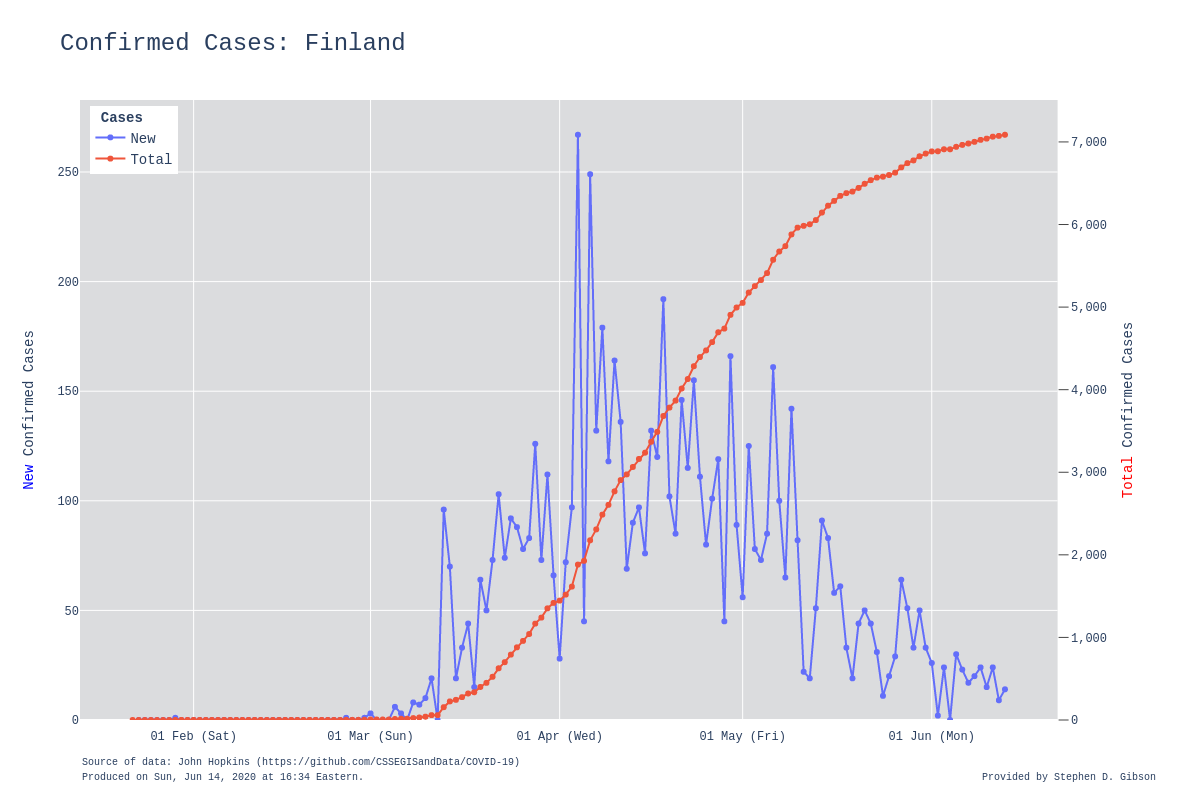 Confirmed Cases: Finland
Cases
New
Total
250
200
150
100
50
0
7,000
6,000
5,000
4,000
3,000
2,000
1,000
0
New Confirmed Cases
Total Confirmed Cases
01 Feb (Sat) 01 Mar (Sun) 01 Apr (Wed) 01 May (Fri) 01 Jun (Mon)
Source of data: John Hopkins (https://github.com/CSSEGISandData/COVID-19)
Produced on Sun, Jun 14, 2020 at 16:34 Eastern.
Provided by Stephen D. Gibson